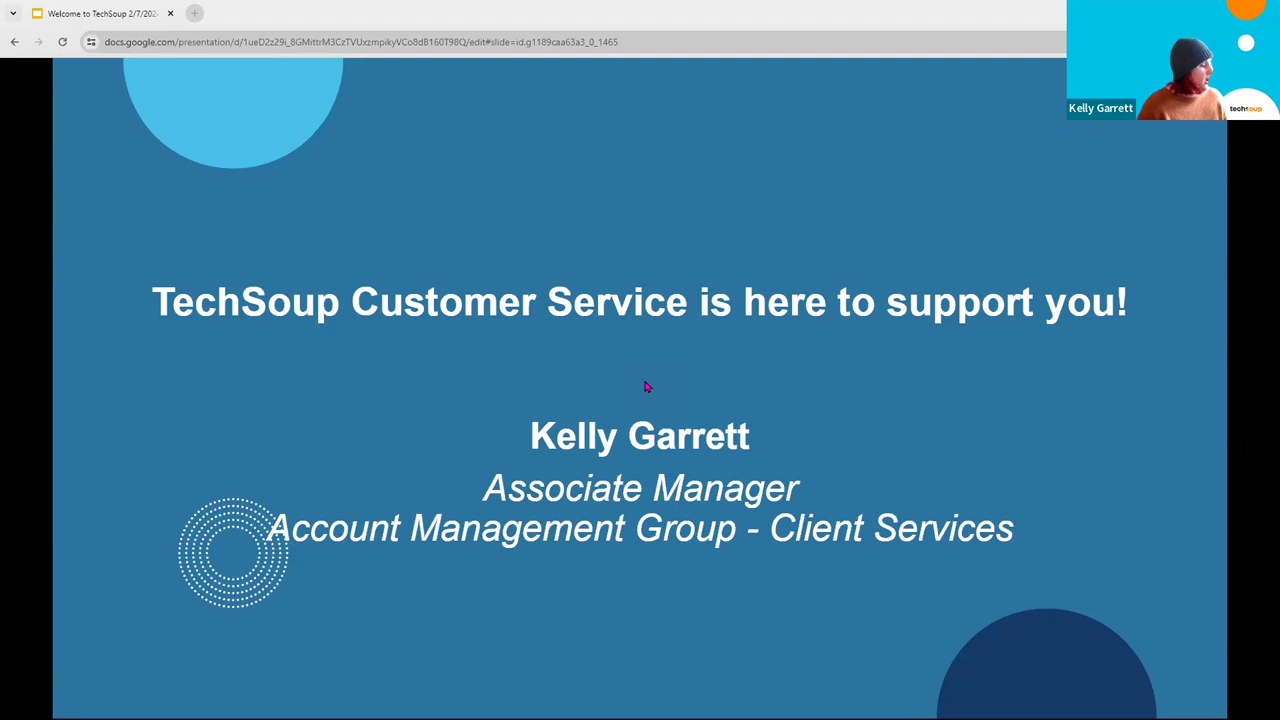 Welcome to TechSoup 2/7/202
docs.google.com/presentation/d/1ueD2z29i_8GMittrM3CzTVUxzmpikyVCo8dB160T98Q/edit#slide=id.g1189caa63a3_0_1465
Kelly Garrett
techsoup
TechSoup Customer Service is here to support you!
Kelly Garrett
Associate Manager
Account Management Group - Client Services